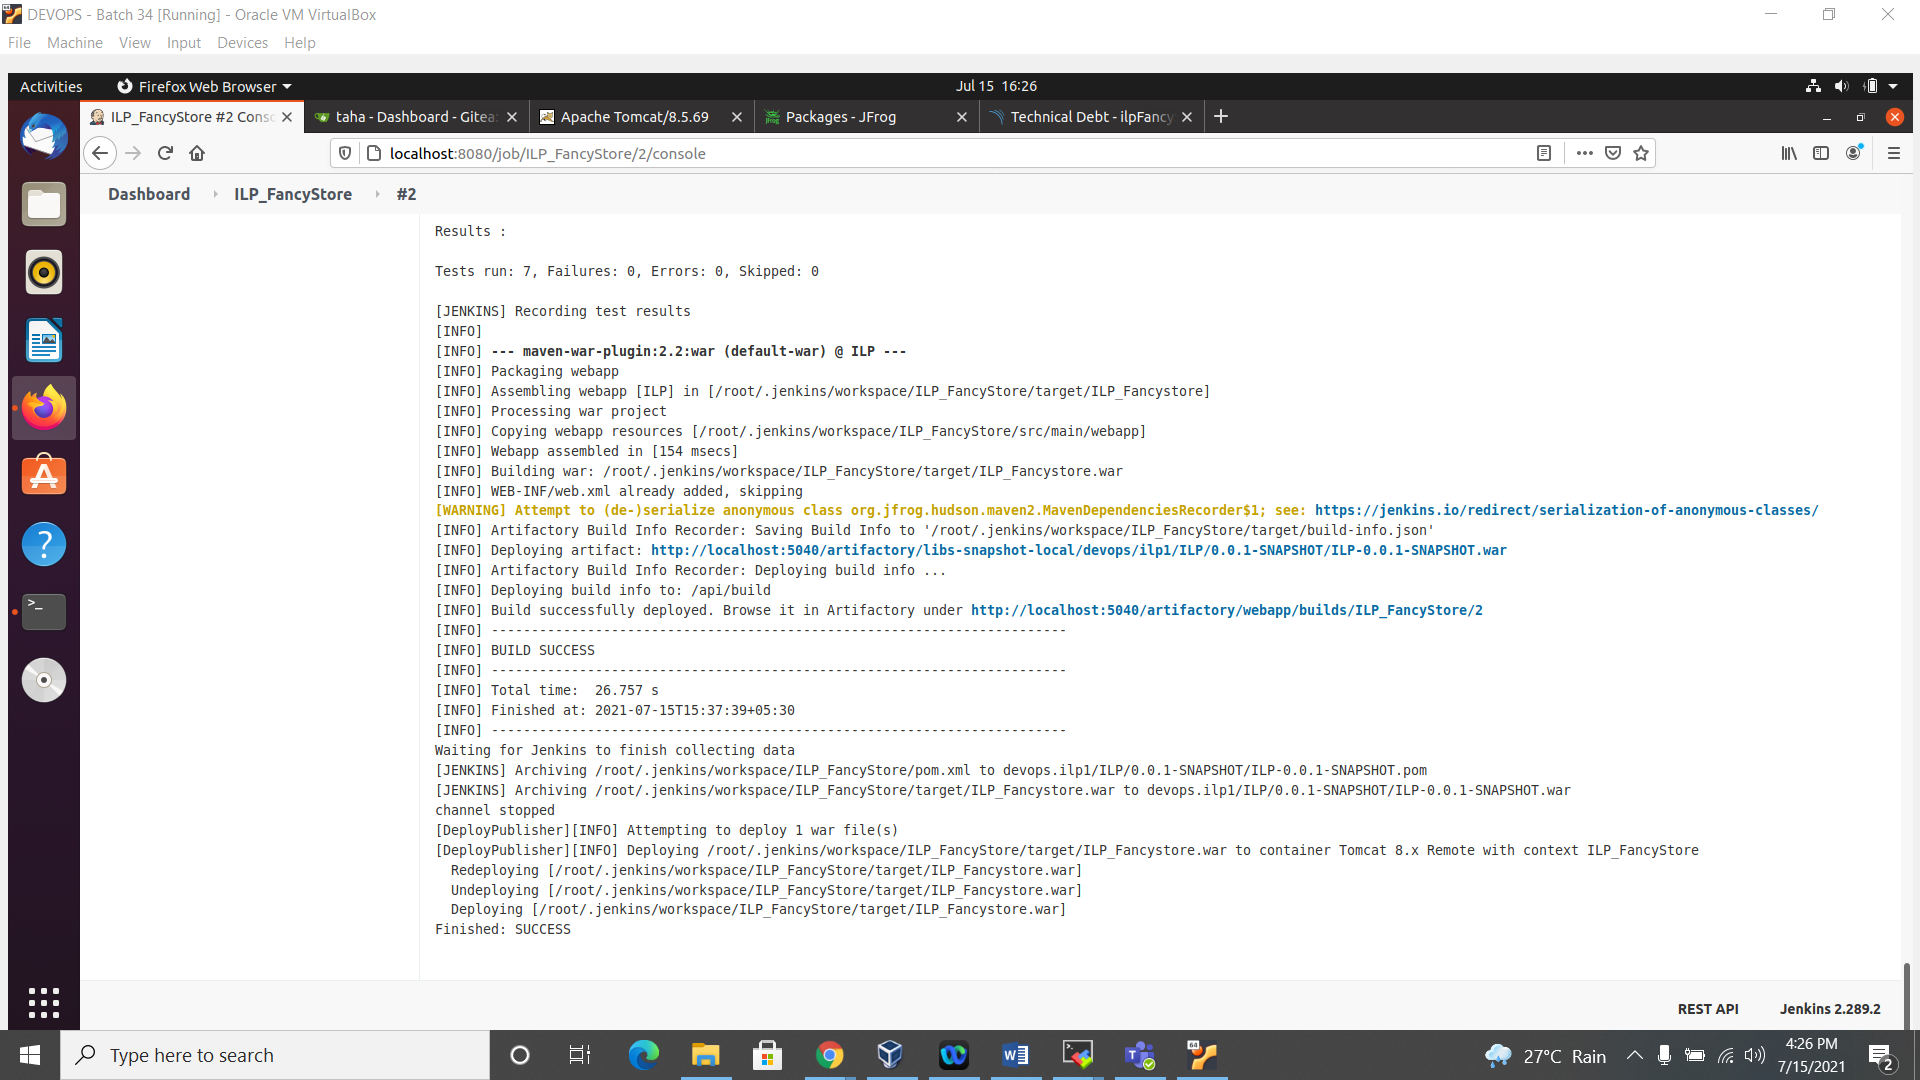 DEVOPS - Batch 34 [Running] - Oracle VM VirtualBox
File Machine View Input Devices Help
Activities Firefox Web Browser Jul 15 16:26
ILP_FancyStore #2 Conso taha - Dashboard - Gitea: Apache Tomcat/8.5.69 Packages - JFrog Technical Debt - ilpFancy
localhost:8080/job/ILP_FancyStore/2/console
Dashboard ILP_FancyStore #2
Results :
Tests run: 7, Failures: 0, Errors: 0, Skipped: 0
[JENKINS] Recording test results
[INFO]
[INFO] --- maven-war-plugin:2.2:war (default-war) @ ILP ---
[INFO] Packaging webapp
[INFO] Assembling webapp [ILP] in [/root/.jenkins/workspace/ILP_FancyStore/target/ILP_Fancystore]
[INFO] Processing war project
[INFO] Copying webapp resources [/root/.jenkins/workspace/ILP_FancyStore/src/main/webapp]
[INFO] Webapp assembled in [154 msecs]
[INFO] Building war: /root/.jenkins/workspace/ILP_FancyStore/target/ILP_Fancystore.war
[INFO] WEB-INF/web.xml already added, skipping
[WARNING] Attempt to (de-)serialize anonymous class org.jfrog.hudson.maven2.MavenDependenciesRecorder$1; see: https://jenkins.io/redirect/serialization-of-anonymous-classes/
[INFO] Artifactory Build Info Recorder: Saving Build Info to '/root/.jenkins/workspace/ILP_FancyStore/target/build-info.json'
[INFO] Deploying artifact: http://localhost:5040/artifactory/libs-snapshot-local/devops/ilp1/ILP/0.0.1-SNAPSHOT/ILP-0.0.1-SNAPSHOT.war
[INFO] Artifactory Build Info Recorder: Deploying build info ...
[INFO] Deploying build info to: /api/build
[INFO] Build successfully deployed. Browse it in Artifactory under http://localhost:5040/artifactory/webapp/builds/ILP_FancyStore/2
[INFO] ------------------------------------------------------------------------
[INFO] BUILD SUCCESS
[INFO] ------------------------------------------------------------------------
[INFO] Total time:  26.757 s
[INFO] Finished at: 2021-07-15T15:37:39+05:30
[INFO] ------------------------------------------------------------------------
Waiting for Jenkins to finish collecting data
[JENKINS] Archiving /root/.jenkins/workspace/ILP_FancyStore/pom.xml to devops.ilp1/ILP/0.0.1-SNAPSHOT/ILP-0.0.1-SNAPSHOT.pom
[JENKINS] Archiving /root/.jenkins/workspace/ILP_FancyStore/target/ILP_Fancystore.war to devops.ilp1/ILP/0.0.1-SNAPSHOT/ILP-0.0.1-SNAPSHOT.war
channel stopped
[DeployPublisher][INFO] Attempting to deploy 1 war file(s)
[DeployPublisher][INFO] Deploying /root/.jenkins/workspace/ILP_FancyStore/target/ILP_Fancystore.war to container Tomcat 8.x Remote with context ILP_FancyStore
Redeploying [/root/.jenkins/workspace/ILP_FancyStore/target/ILP_Fancystore.war]
Undeploying [/root/.jenkins/workspace/ILP_FancyStore/target/ILP_Fancystore.war]
Deploying [/root/.jenkins/workspace/ILP_FancyStore/target/ILP_Fancystore.war]
Finished: SUCCESS
REST API Jenkins 2.289.2
Type here to search
27°C Rain
4:26 PM
7/15/2021
2